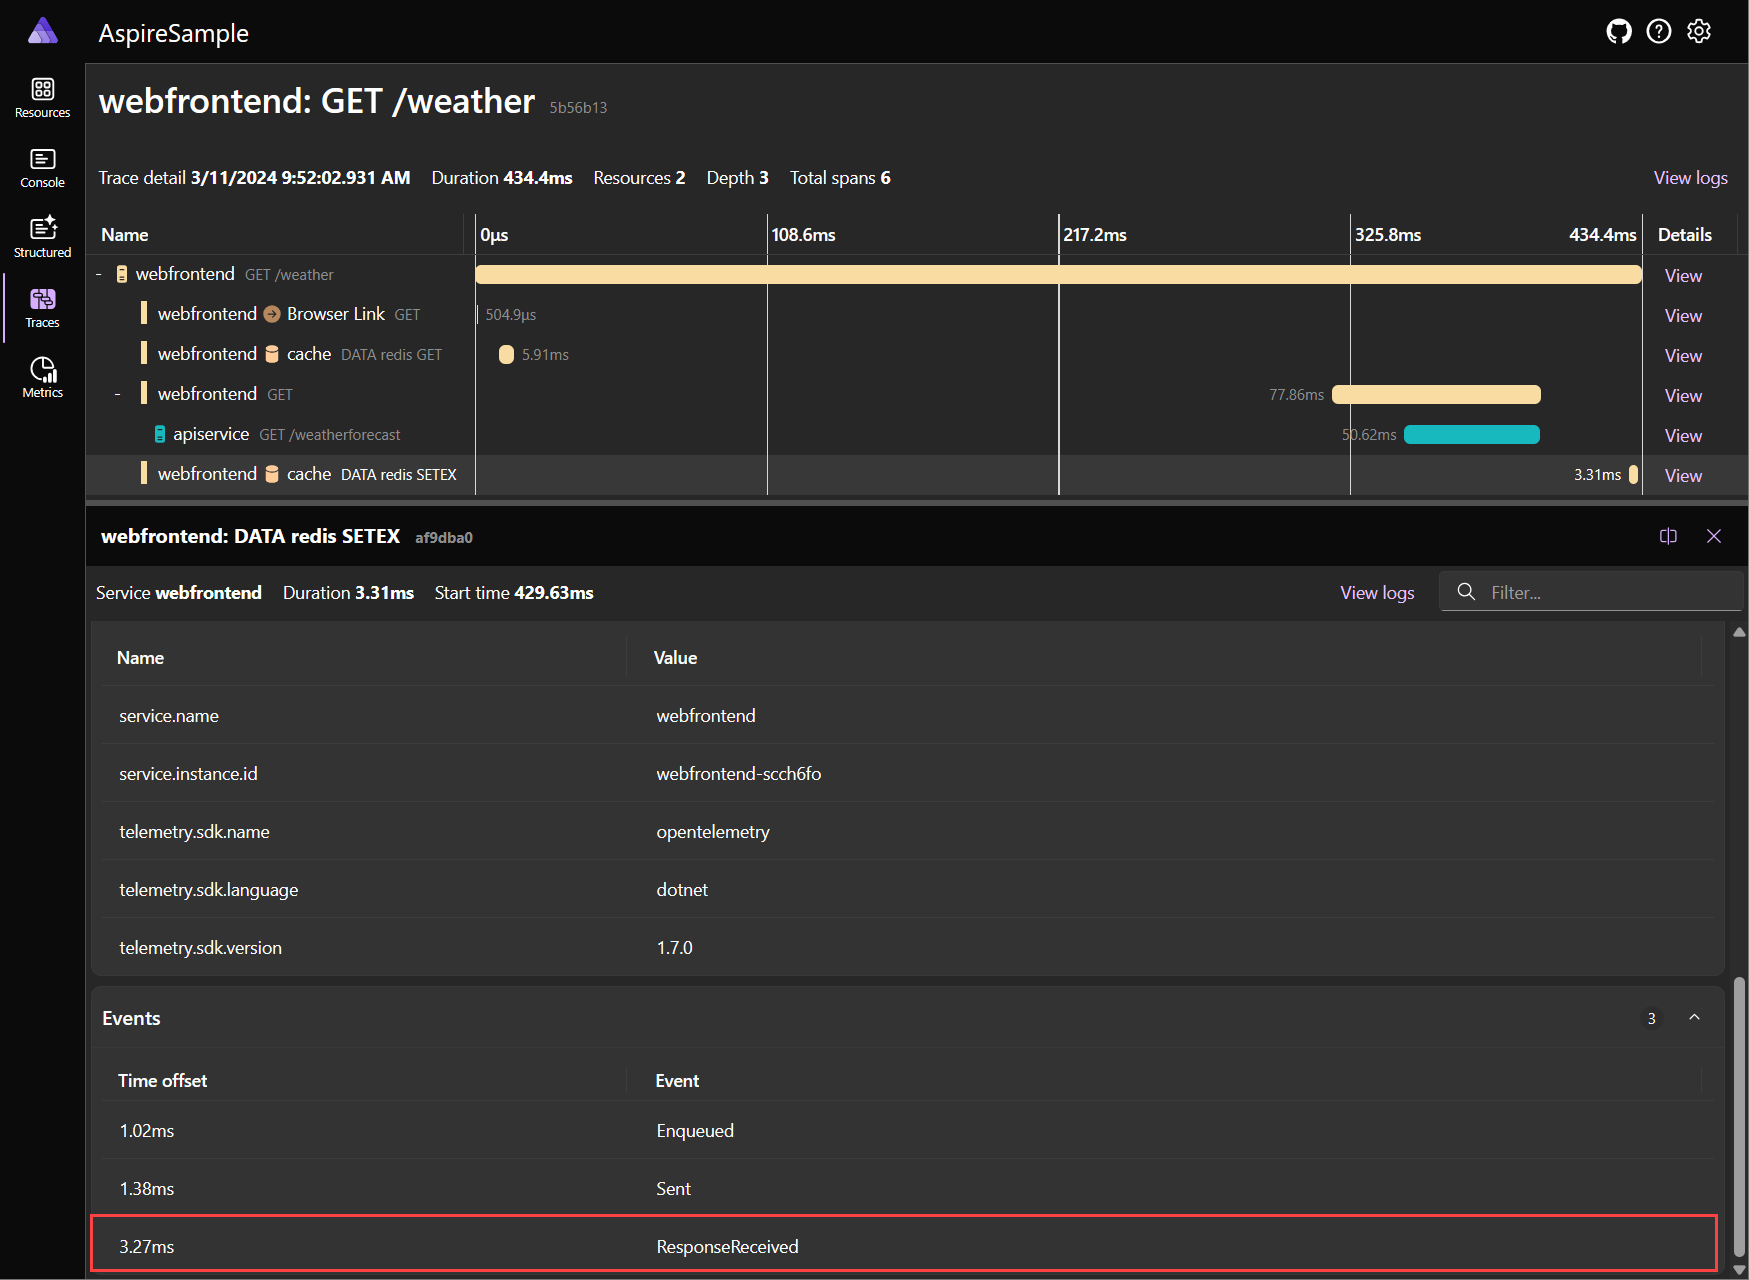 AspireSample
Resources
Console
Structured
Traces
Metrics
webfrontend: GET /weather 5b56b13
Trace detail 3/11/2024 9:52:02.931 AM Duration 434.4ms Resources 2 Depth 3 Total spans 6 View logs
Name 0µs 108.6ms 217.2ms 325.8ms 434.4ms Details
- webfrontend GET /weather View
webfrontend Browser Link GET 504.9µs View
webfrontend cache DATA redis GET 5.91ms View
- webfrontend GET 77.86ms View
apiservice GET /weatherforecast 50.62ms View
webfrontend cache DATA redis SETEX 3.31ms View
webfrontend: DATA redis SETEX af9dba0
Service webfrontend Duration 3.31ms Start time 429.63ms View logs Filter...
Name Value
service.name webfrontend
service.instance.id webfrontend-scch6fo
telemetry.sdk.name opentelemetry
telemetry.sdk.language dotnet
telemetry.sdk.version 1.7.0
Events 3
Time offset Event
1.02ms Enqueued
1.38ms Sent
3.27ms ResponseReceived